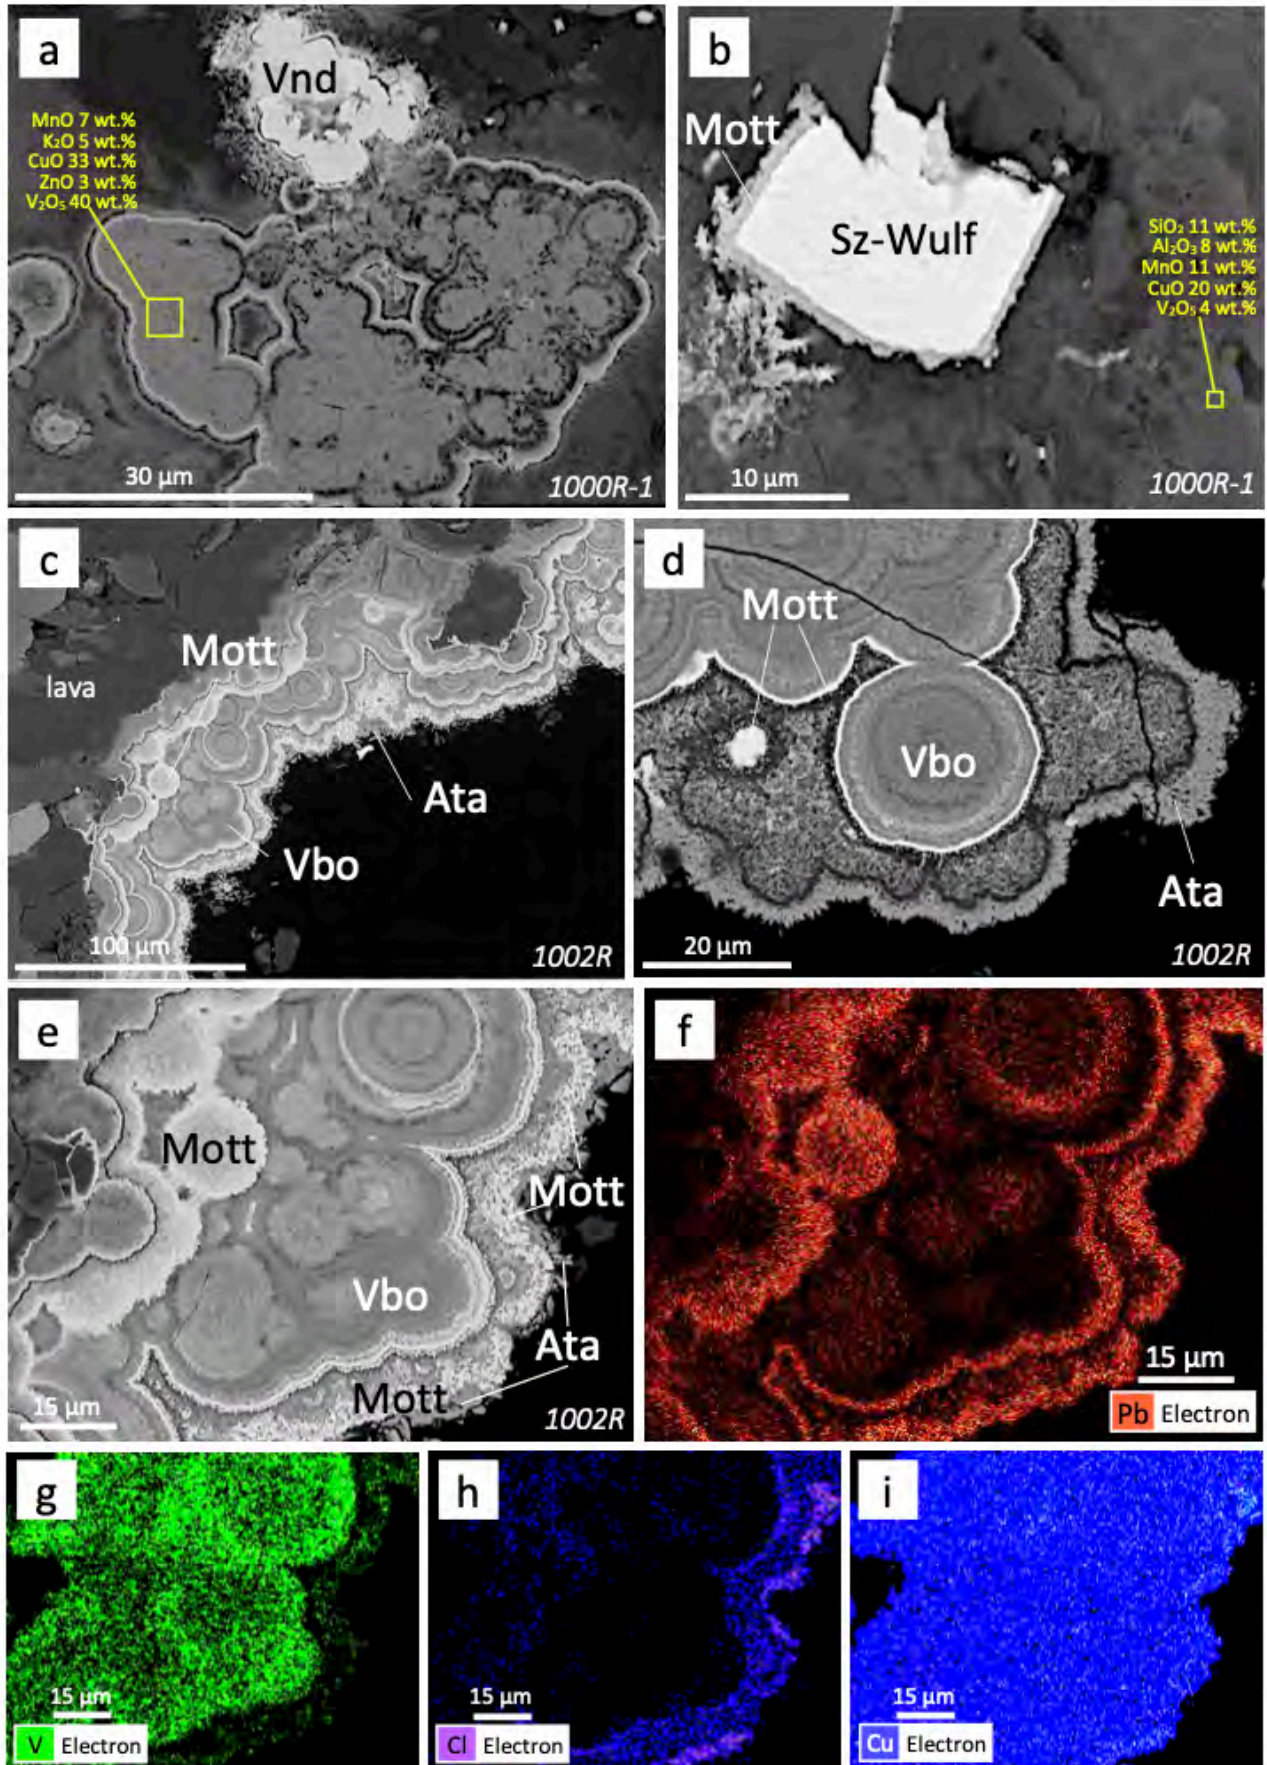 a
Vnd
MnO 7 wt.%
K₂O 5 wt.%
CuO 33 wt.%
ZnO 3 wt.%
V₂O₅ 40 wt.%
30 µm
1000R-1
b
Mott
Sz-Wulf
SiO₂ 11 wt.%
Al₂O₃ 8 wt.%
MnO 11 wt.%
CuO 20 wt.%
V₂O₅ 4 wt.%
10 µm
1000R-1
c
Mott
lava
Ata
Vbo
100 µm
1002R
d
Mott
Vbo
Ata
20 µm
1002R
e
Mott
Mott
Vbo
Ata
Mott
15 µm
1002R
f
15 µm
Pb Electron
g
15 µm
V Electron
h
15 µm
Cl Electron
i
15 µm
Cu Electron